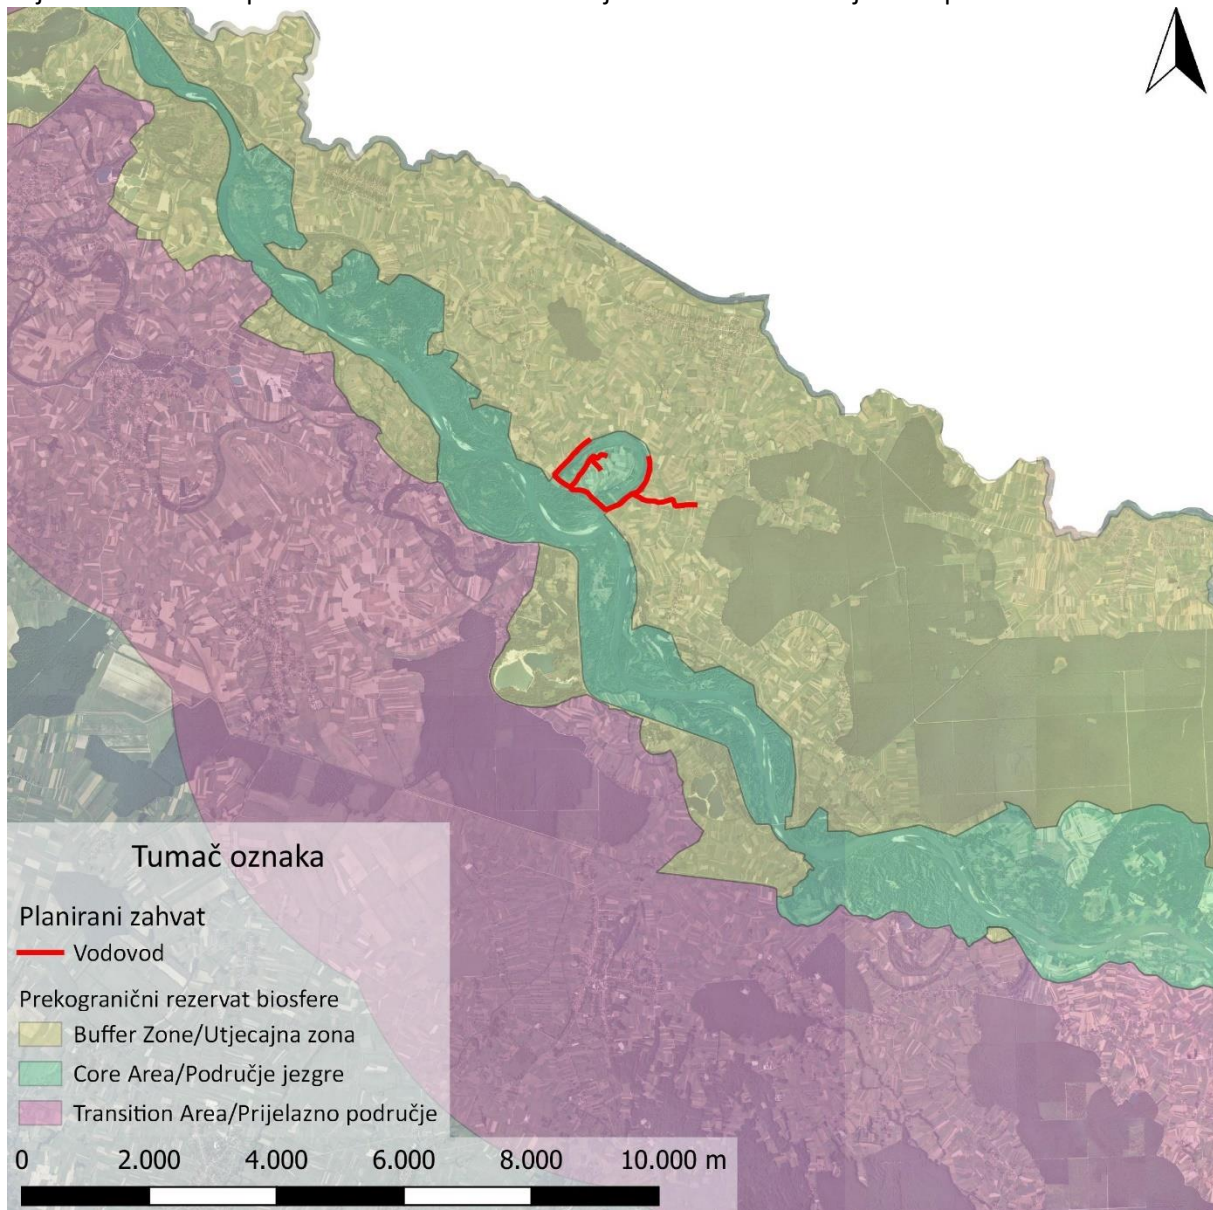 Tumač oznaka
Planirani zahvat
Vodovod
Prekogranični rezervat biosfere
Buffer Zone/Utjecajna zona
Core Area/Područje jezgre
Transition Area/Prijelazno područje
0 2.000 4.000 6.000 8.000 10.000 m